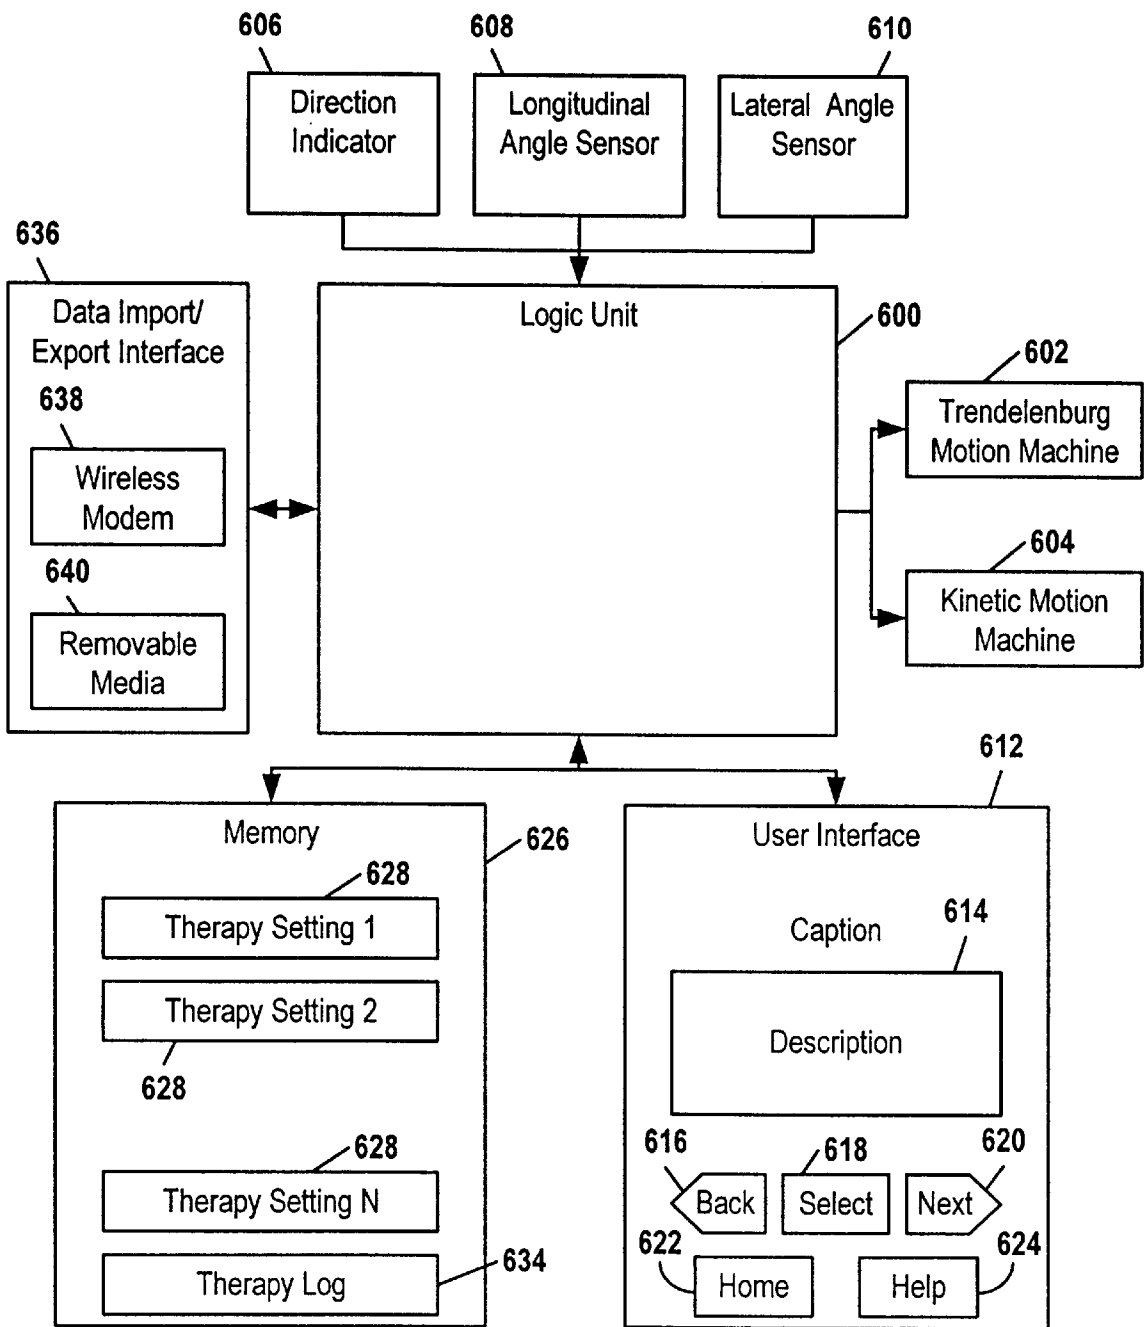 606
608
610
Direction
Indicator
Longitudinal
Angle Sensor
Lateral Angle
Sensor
636
Data Import/
Export Interface
638
Wireless
Modem
640
Removable
Media
Logic Unit
600
602
Trendelenburg
Motion Machine
604
Kinetic Motion
Machine
Memory
626
628
Therapy Setting 1
Therapy Setting 2
628
628
Therapy Setting N
634
Therapy Log
612
User Interface
Caption
614
Description
616
618
620
Back
Select
Next
622
624
Home
Help